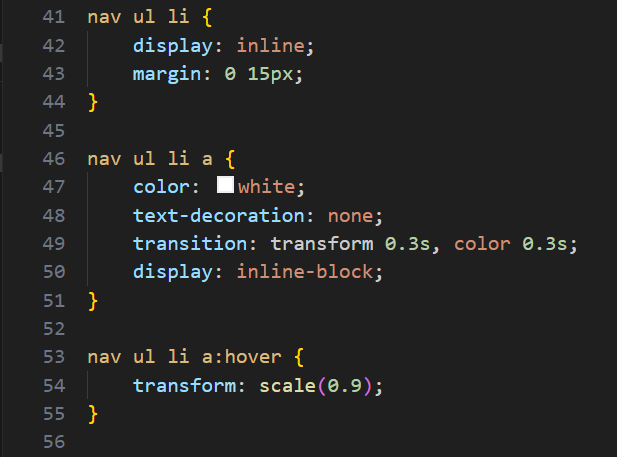 41 nav ul li {
42     display: inline;
43     margin: 0 15px;
44 }
45
46 nav ul li a {
47     color: white;
48     text-decoration: none;
49     transition: transform 0.3s, color 0.3s;
50     display: inline-block;
51 }
52
53 nav ul li a:hover {
54     transform: scale(0.9);
55 }
56